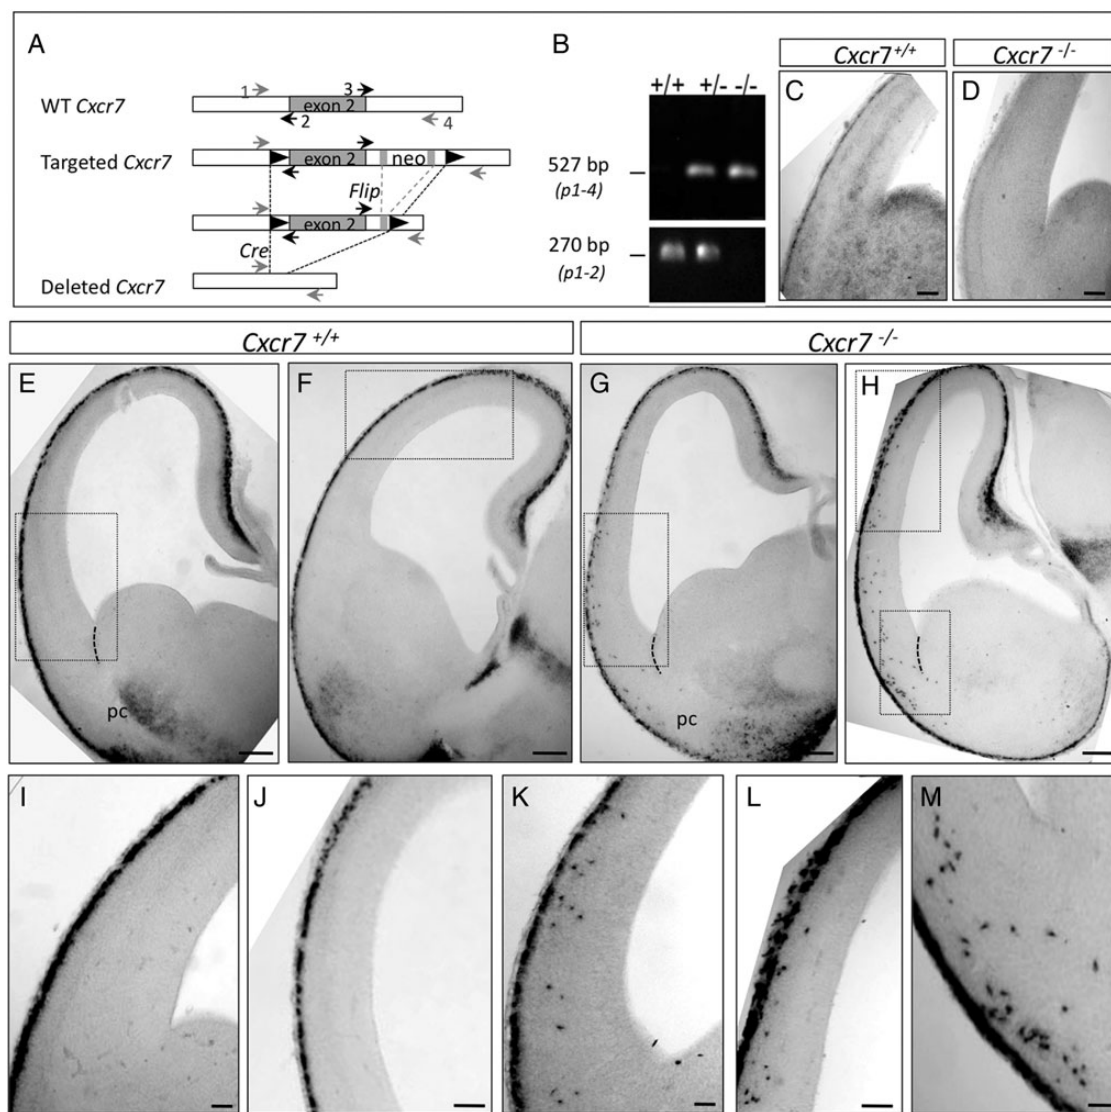 A
WT Cxcr7
1
3
exon 2
2
4
Targeted Cxcr7
exon 2
neo
Flip
exon 2
Cre
Deleted Cxcr7
B
+/+ +/- -/-
527 bp
(p1-4)
270 bp
(p1-2)
Cxcr7+/+
Cxcr7 -/-
C
D
Cxcr7 +/+
Cxcr7 -/-
E
F
G
H
pc
pc
I
J
K
L
M